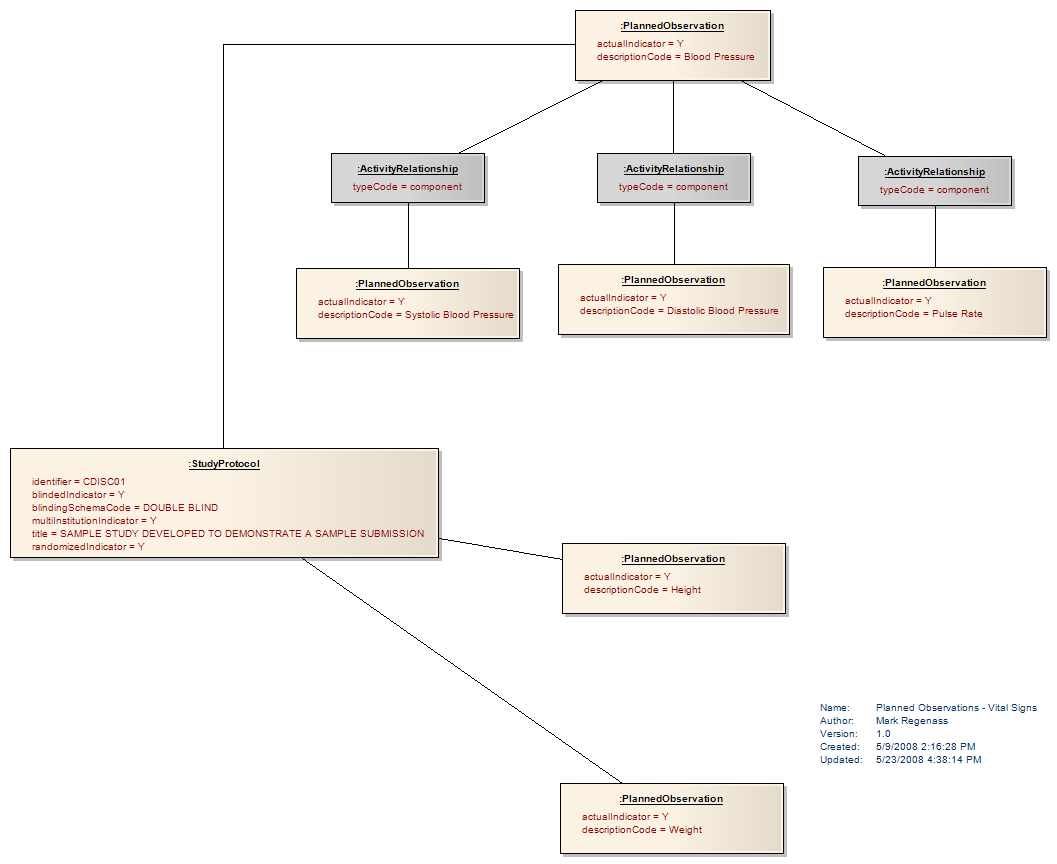 :PlannedObservation
actualIndicator = Y
descriptionCode = Blood Pressure
:ActivityRelationship
typeCode = component
:ActivityRelationship
typeCode = component
:ActivityRelationship
typeCode = component
:PlannedObservation
actualIndicator = Y
descriptionCode = Systolic Blood Pressure
:PlannedObservation
actualIndicator = Y
descriptionCode = Diastolic Blood Pressure
:PlannedObservation
actualIndicator = Y
descriptionCode = Pulse Rate
:StudyProtocol
identifier = CDISC01
blindedIndicator = Y
blindingSchemaCode = DOUBLE BLIND
multiInstitutionIndicator = Y
title = SAMPLE STUDY DEVELOPED TO DEMONSTRATE A SAMPLE SUBMISSION
randomizedIndicator = Y
:PlannedObservation
actualIndicator = Y
descriptionCode = Height
Name: Planned Observations - Vital Signs
Author: Mark Regenass
Version: 1.0
Created: 5/9/2008 2:16:28 PM
Updated: 5/23/2008 4:38:14 PM
:PlannedObservation
actualIndicator = Y
descriptionCode = Weight